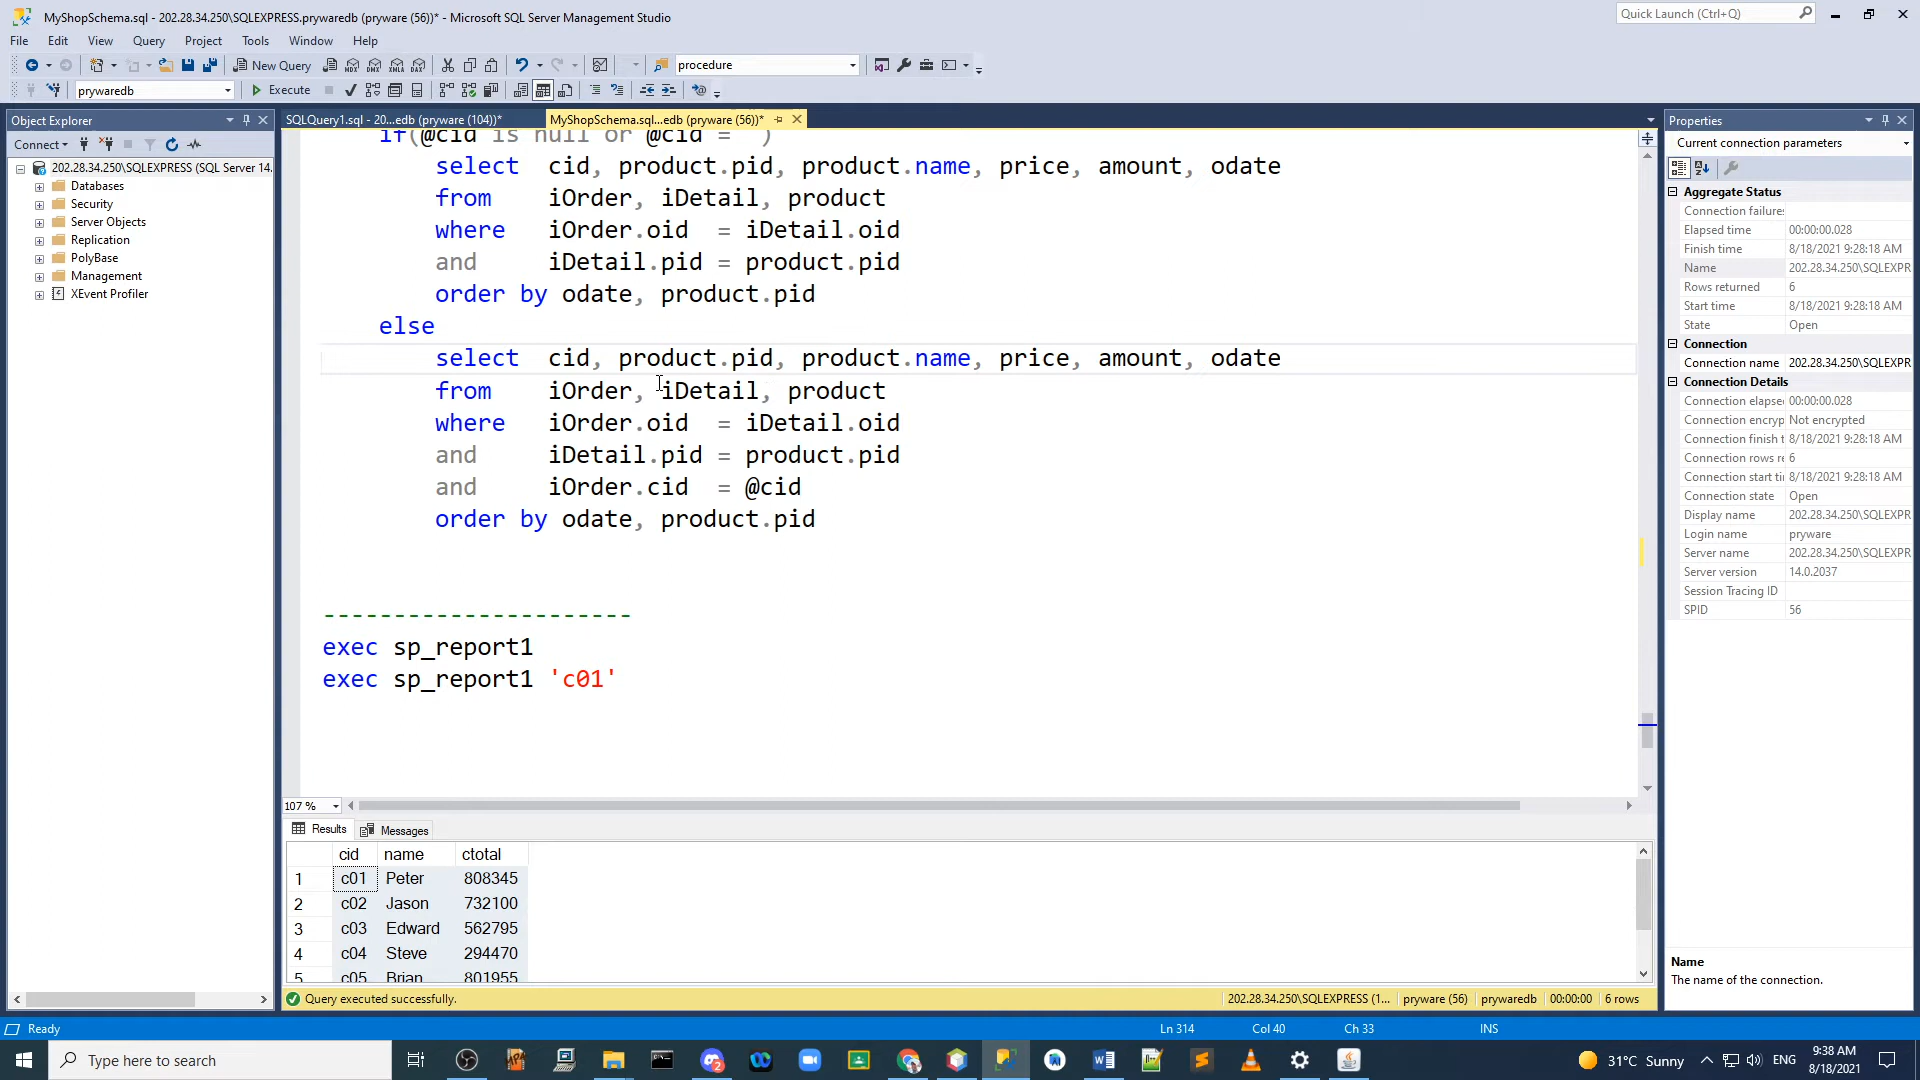 MyShopSchema.sql - 202.28.34.250\SQLEXPRESS.prywaredb (pryware (56))* - Microsoft SQL Server Management Studio
Quick Launch (Ctrl+Q)
File Edit View Query Project Tools Window Help
New Query
procedure
prywaredb
Execute
Object Explorer
SQLQuery1.sql - 20...edb (pryware (104))*
MyShopSchema.sql...edb (pryware (56))*
Properties
Connect
Current connection parameters
202.28.34.250\SQLEXPRESS (SQL Server 14.
Databases
Security
Server Objects
Replication
PolyBase
Management
XEvent Profiler
if(@cid is null or @cid = '')
select cid, product.pid, product.name, price, amount, odate
from iOrder, iDetail, product
where iOrder.oid = iDetail.oid
and iDetail.pid = product.pid
order by odate, product.pid
else
select cid, product.pid, product.name, price, amount, odate
from iOrder, iDetail, product
where iOrder.oid = iDetail.oid
and iDetail.pid = product.pid
and iOrder.cid = @cid
order by odate, product.pid
----------------------
exec sp_report1
exec sp_report1 'c01'
107 %
Results Messages
cid name ctotal
1 c01 Peter 808345
2 c02 Jason 732100
3 c03 Edward 562795
4 c04 Steve 294470
5 c05 Brian 801955
Query executed successfully.
202.28.34.250\SQLEXPRESS (1... pryware (56) prywaredb 00:00:00 6 rows
Aggregate Status
Connection failures
Elapsed time 00:00:00.028
Finish time 8/18/2021 9:28:18 AM
Name 202.28.34.250\SQLEXPR
Rows returned 6
Start time 8/18/2021 9:28:18 AM
State Open
Connection
Connection name 202.28.34.250\SQLEXPR
Connection Details
Connection elapse 00:00:00.028
Connection encryp Not encrypted
Connection finish t 8/18/2021 9:28:18 AM
Connection rows re 6
Connection start ti 8/18/2021 9:28:18 AM
Connection state Open
Display name 202.28.34.250\SQLEXPR
Login name pryware
Server name 202.28.34.250\SQLEXPR
Server version 14.0.2037
Session Tracing ID
SPID 56
Name
The name of the connection.
Ready
Ln 314 Col 40 Ch 33 INS
Type here to search
31°C Sunny
ENG
9:38 AM
8/18/2021